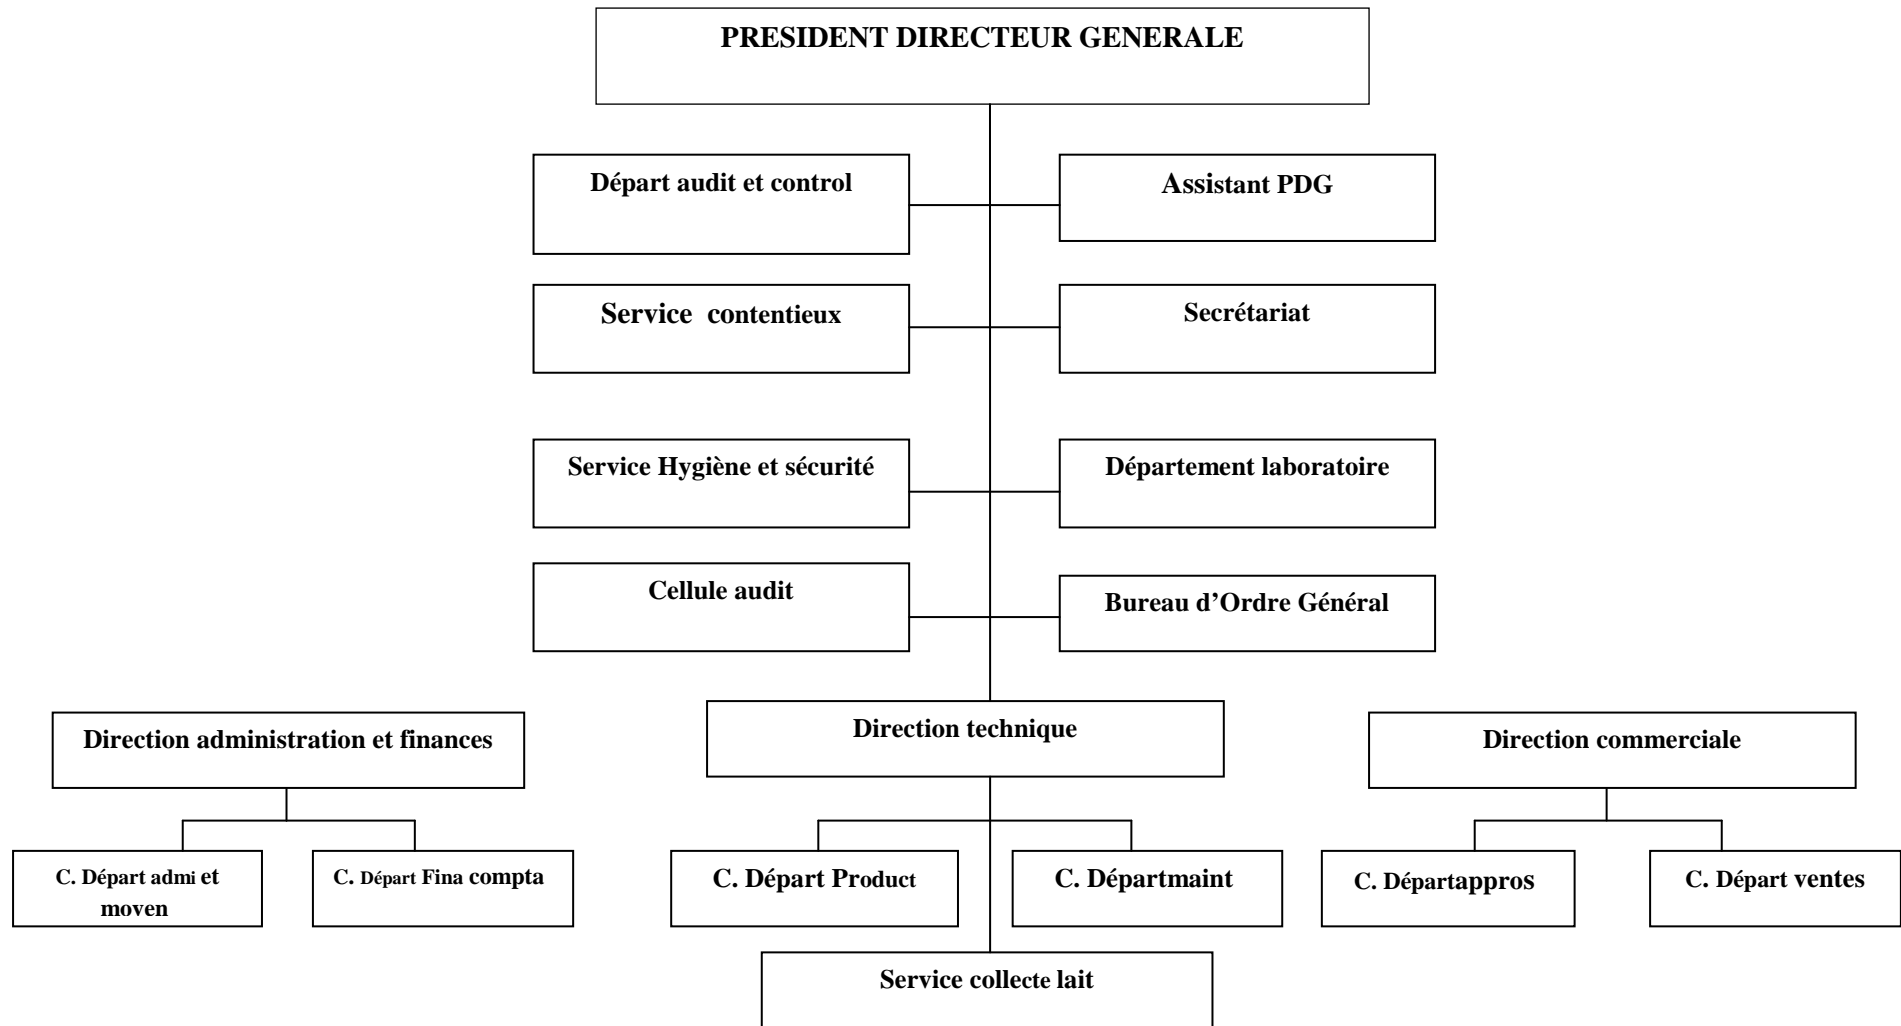 PRESIDENT DIRECTEUR GENERALE
Départ audit et control
Assistant PDG
Service contentieux
Secrétariat
Service Hygiène et sécurité
Département laboratoire
Cellule audit
Bureau d’Ordre Général
Direction administration et finances
Direction technique
Direction commerciale
C. Départ admi et
moyen
C. Départ Fina compta
C. Départ Product
C. Départmaint
C. Départappros
C. Départ ventes
Service collecte lait